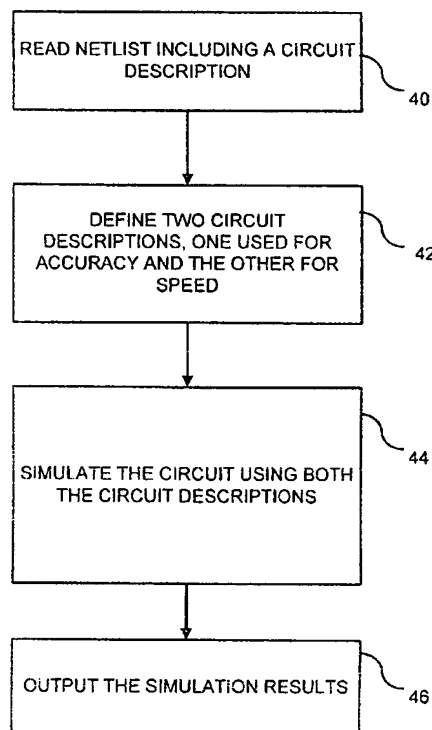 READ NETLIST INCLUDING A CIRCUIT
DESCRIPTION
40
DEFINE TWO CIRCUIT
DESCRIPTIONS, ONE USED FOR
ACCURACY AND THE OTHER FOR
SPEED
42
SIMULATE THE CIRCUIT USING BOTH
THE CIRCUIT DESCRIPTIONS
44
OUTPUT THE SIMULATION RESULTS
46